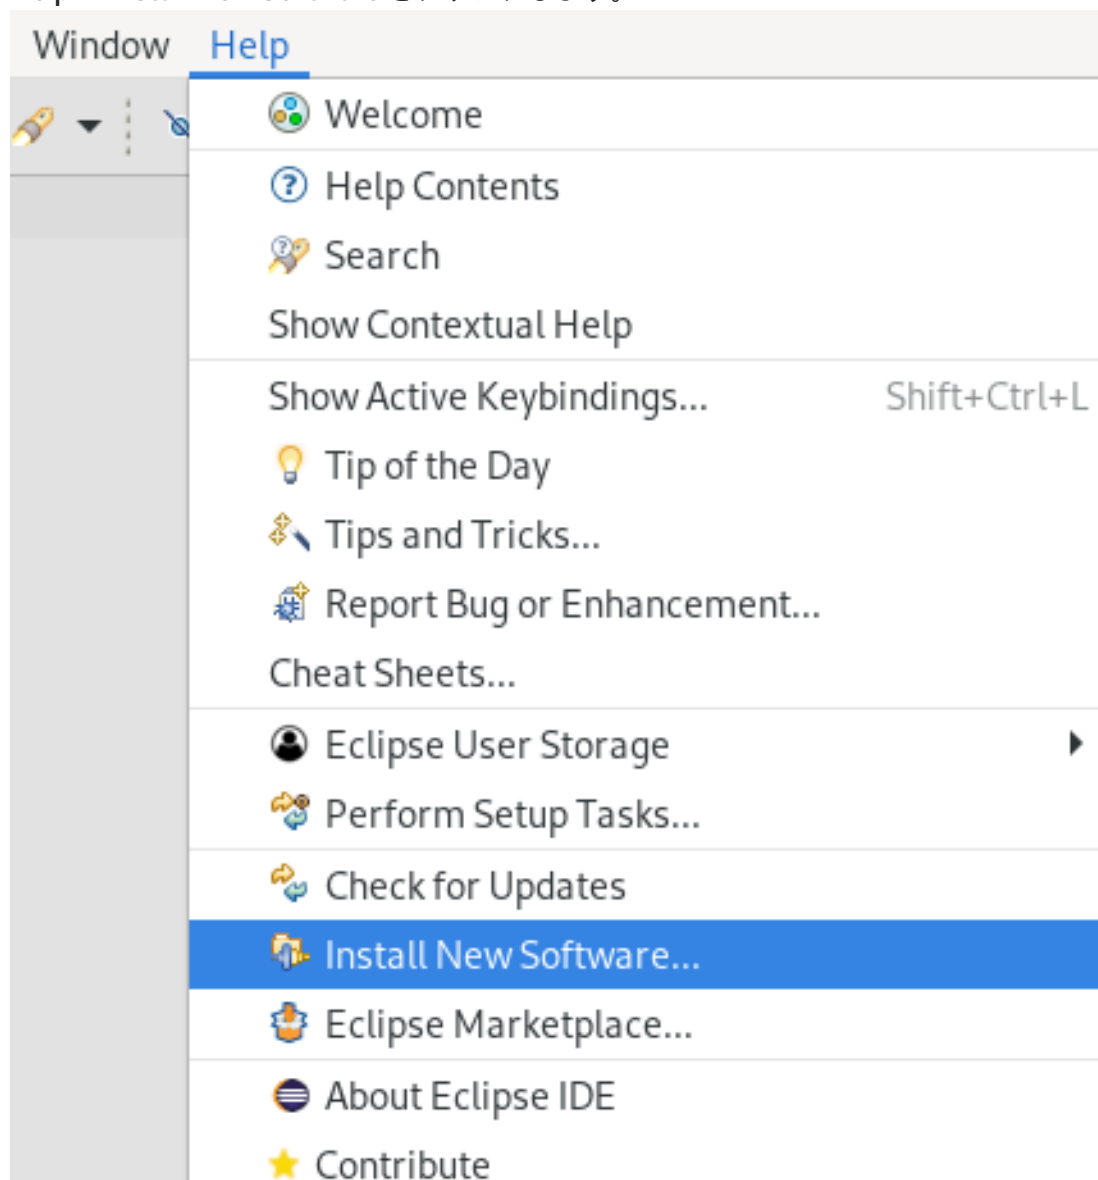 Window Help
Welcome
Help Contents
Search
Show Contextual Help
Show Active Keybindings... Shift+Ctrl+L
Tip of the Day
Tips and Tricks...
Report Bug or Enhancement...
Cheat Sheets...
Eclipse User Storage
Perform Setup Tasks...
Check for Updates
Install New Software...
Eclipse Marketplace...
About Eclipse IDE
Contribute